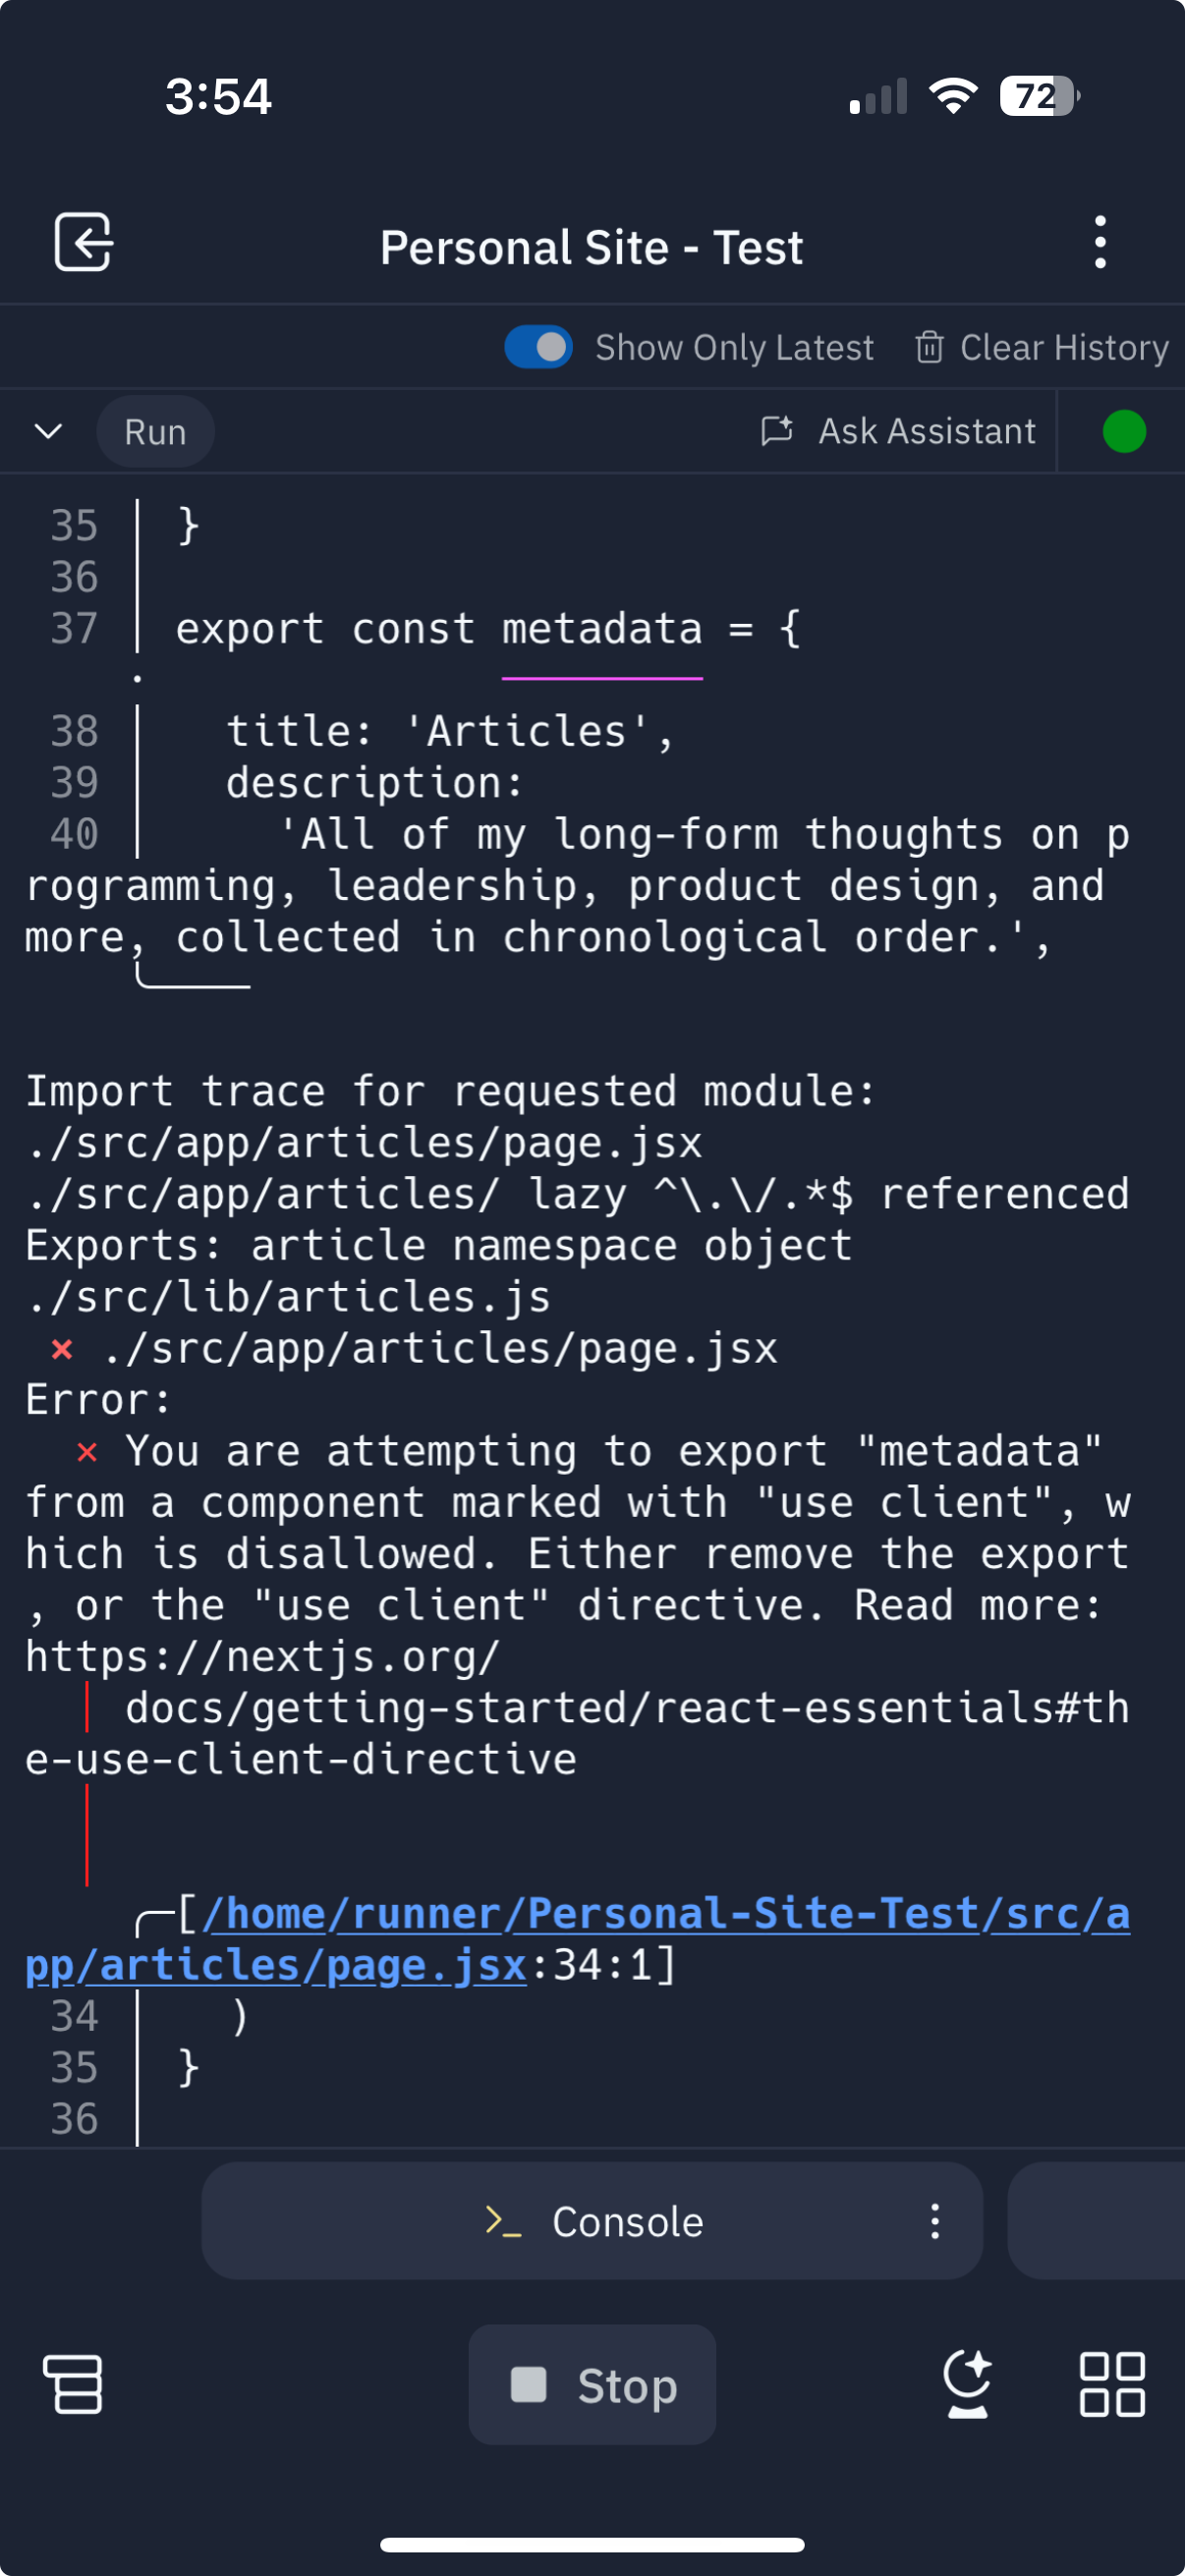 3:54
72
Personal Site - Test
Show Only Latest
Clear History
Run
Ask Assistant
35 │ }
36 │
37 │ export const metadata = {
·
38 │   title: 'Articles',
39 │   description:
40 │     'All of my long-form thoughts on p
rogramming, leadership, product design, and
more, collected in chronological order.',
╰────
Import trace for requested module:
./src/app/articles/page.jsx
./src/app/articles/ lazy ^\.\/.*$ referenced
Exports: article namespace object
./src/lib/articles.js
× ./src/app/articles/page.jsx
Error:
× You are attempting to export "metadata"
from a component marked with "use client", w
hich is disallowed. Either remove the export
, or the "use client" directive. Read more:
https://nextjs.org/
│ docs/getting-started/react-essentials#th
e-use-client-directive
│
╭─[/home/runner/Personal-Site-Test/src/a
pp/articles/page.jsx:34:1]
34 │   )
35 │ }
36 │
>_ Console
Stop